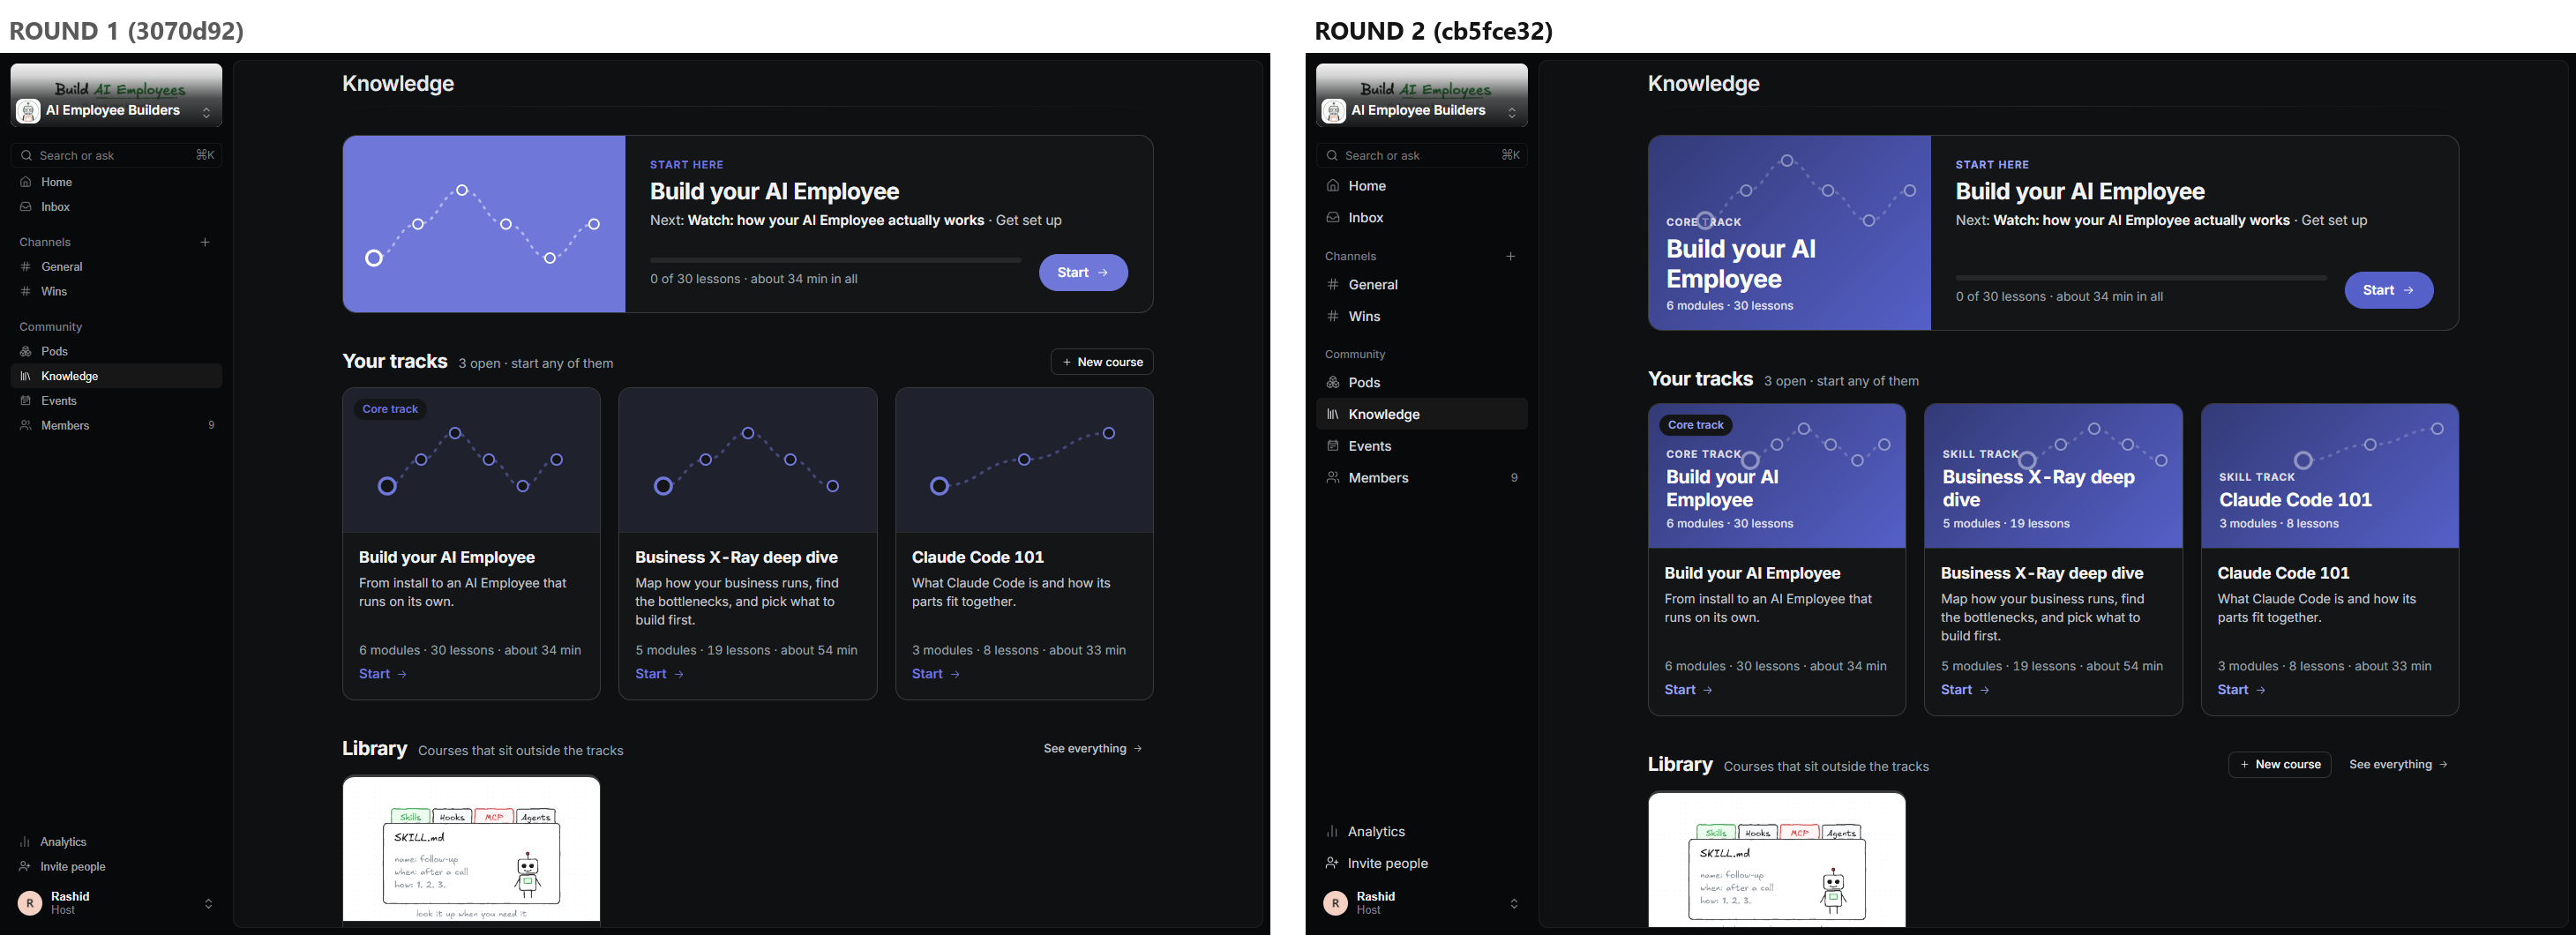 ROUND 1 (3070d92)
Build AI Employees
AI Employee Builders
Search or ask ⌘K
Home
Inbox
Channels +
General
Wins
Community
Pods
Knowledge
Events
Members 9
Analytics
Invite people
R Rashid
Host
Knowledge
START HERE
Build your AI Employee
Next: Watch: how your AI Employee actually works · Get set up
0 of 30 lessons · about 34 min in all
Start →
Your tracks 3 open · start any of them
+ New course
Core track
Build your AI Employee
From install to an AI Employee that
runs on its own.
6 modules · 30 lessons · about 34 min
Start →
Business X-Ray deep dive
Map how your business runs, find
the bottlenecks, and pick what to
build first.
5 modules · 19 lessons · about 54 min
Start →
Claude Code 101
What Claude Code is and how its
parts fit together.
3 modules · 8 lessons · about 33 min
Start →
Library Courses that sit outside the tracks
See everything →
Skills Hooks MCP Agents
SKILL.md
name: follow-up
when: after a call
how: 1. 2. 3.
look it up when you need it
ROUND 2 (cb5fce32)
Build AI Employees
AI Employee Builders
Search or ask ⌘K
Home
Inbox
Channels +
General
Wins
Community
Pods
Knowledge
Events
Members 9
Analytics
Invite people
R Rashid
Host
Knowledge
CORE TRACK
Build your AI
Employee
6 modules · 30 lessons
START HERE
Build your AI Employee
Next: Watch: how your AI Employee actually works · Get set up
0 of 30 lessons · about 34 min in all
Start →
Your tracks 3 open · start any of them
Core track
CORE TRACK
Build your AI
Employee
6 modules · 30 lessons
Build your AI Employee
From install to an AI Employee that
runs on its own.
6 modules · 30 lessons · about 34 min
Start →
SKILL TRACK
Business X-Ray deep
dive
5 modules · 19 lessons
Business X-Ray deep dive
Map how your business runs, find
the bottlenecks, and pick what to
build first.
5 modules · 19 lessons · about 54 min
Start →
SKILL TRACK
Claude Code 101
3 modules · 8 lessons
Claude Code 101
What Claude Code is and how its
parts fit together.
3 modules · 8 lessons · about 33 min
Start →
Library Courses that sit outside the tracks
+ New course
See everything →
Skills Hooks MCP Agents
SKILL.md
name: follow-up
when: after a call
how: 1. 2. 3.